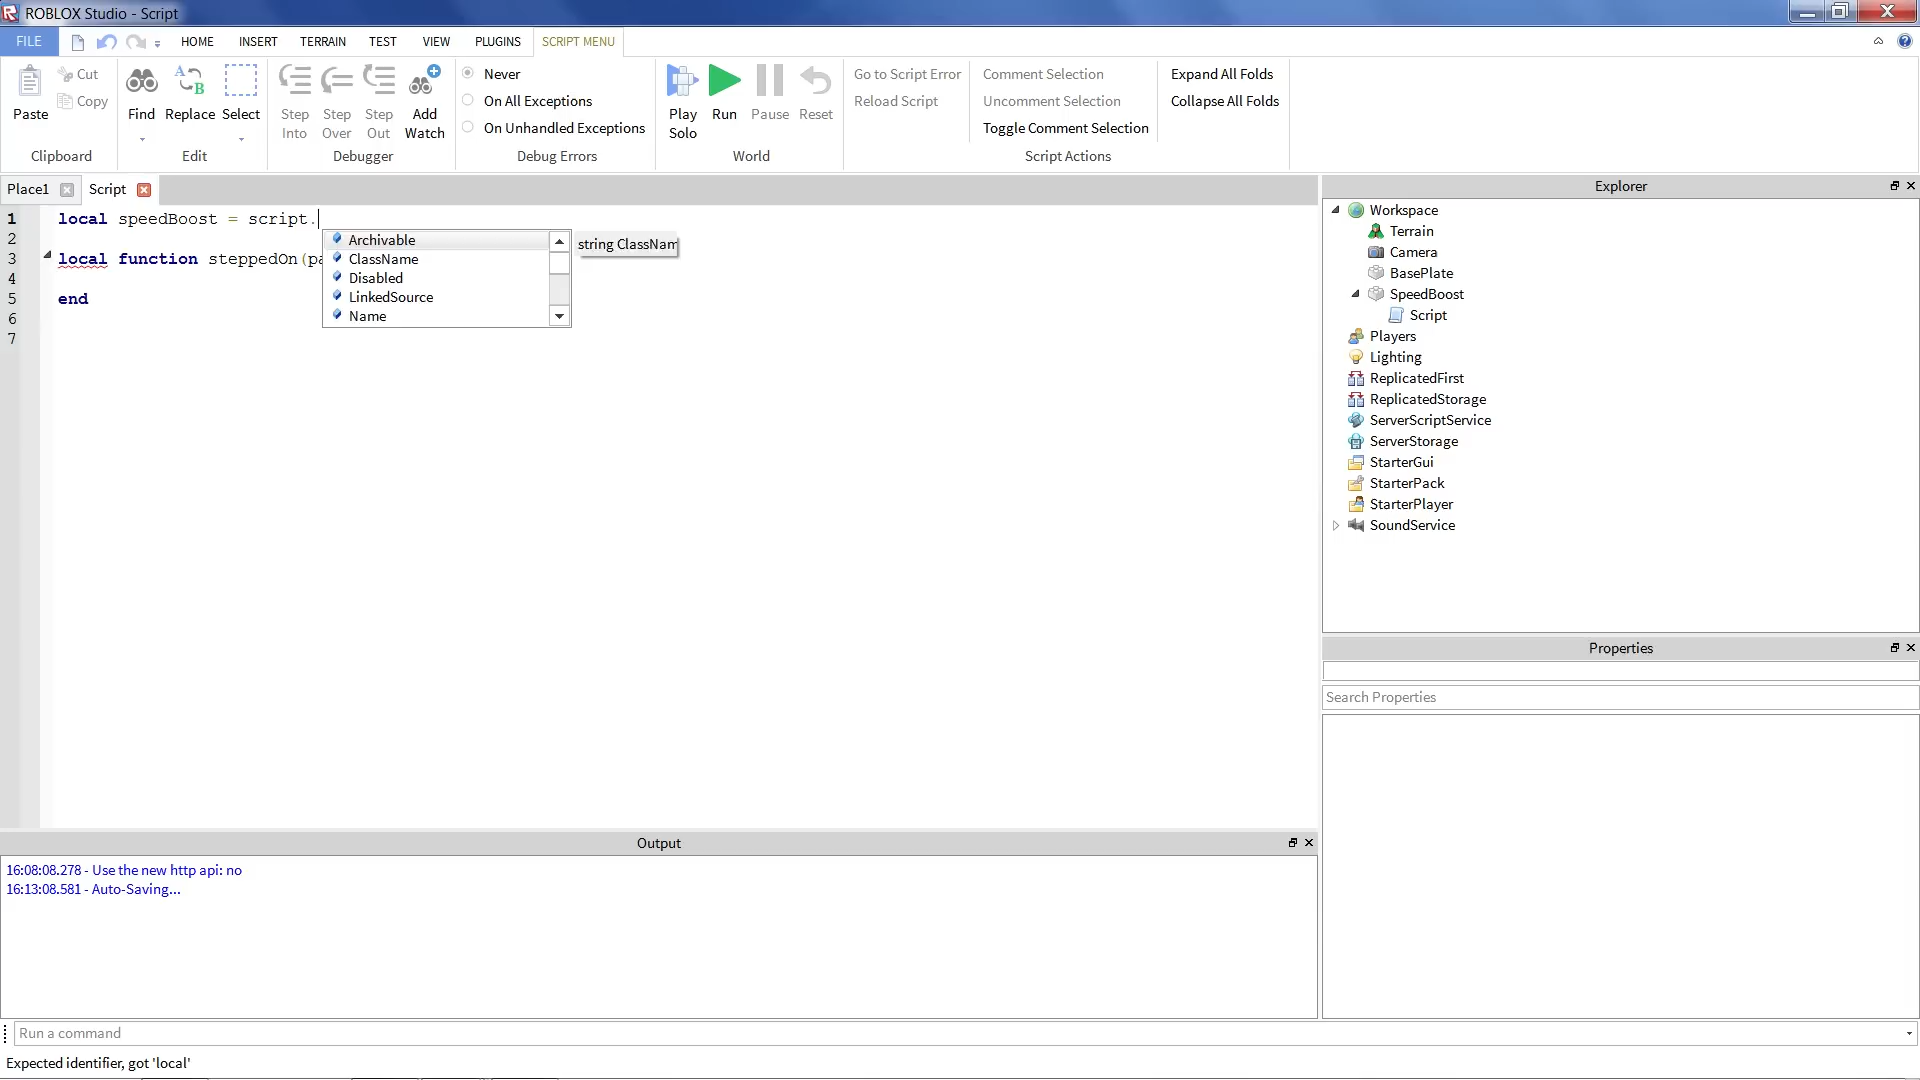 ROBLOX Studio - Script
FILE HOME INSERT TERRAIN TEST VIEW PLUGINS SCRIPT MENU
Paste
Cut
Copy
Clipboard
Find
Replace
Select
Edit
Step Into
Step Over
Step Out
Add Watch
Debugger
Never
On All Exceptions
On Unhandled Exceptions
Debug Errors
Play Solo
Run
Pause
Reset
World
Go to Script Error
Reload Script
Comment Selection
Uncomment Selection
Toggle Comment Selection
Script Actions
Expand All Folds
Collapse All Folds
Place1 Script
1 local speedBoost = script.
2
3 local function steppedOn(pa
4
5 end
6
7
Archivable
ClassName
Disabled
LinkedSource
Name
string ClassNam
Explorer
Workspace
Terrain
Camera
BasePlate
SpeedBoost
Script
Players
Lighting
ReplicatedFirst
ReplicatedStorage
ServerScriptService
ServerStorage
StarterGui
StarterPack
StarterPlayer
SoundService
Properties
Search Properties
Output
16:08:08.278 - Use the new http api: no
16:13:08.581 - Auto-Saving...
Run a command
Expected identifier, got 'local'